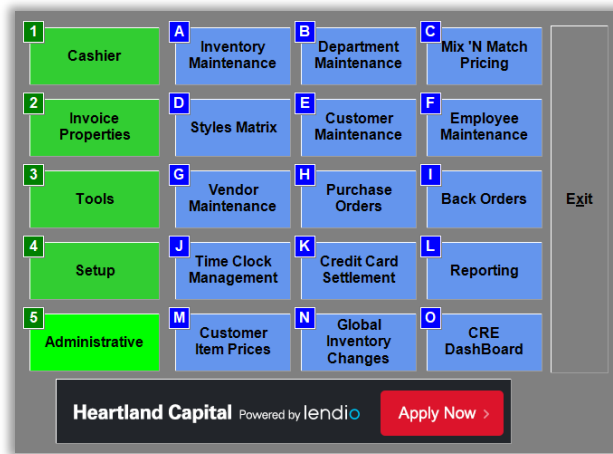 1
Cashier
A
Inventory
Maintenance
B
Department
Maintenance
C
Mix 'N Match
Pricing
2
Invoice
Properties
D
Styles Matrix
E
Customer
Maintenance
F
Employee
Maintenance
3
Tools
G
Vendor
Maintenance
H
Purchase
Orders
I
Back Orders
Exit
4
Setup
J
Time Clock
Management
K
Credit Card
Settlement
L
Reporting
5
Administrative
M
Customer
Item Prices
N
Global
Inventory
Changes
O
CRE
DashBoard
Heartland Capital Powered by lendio
Apply Now >